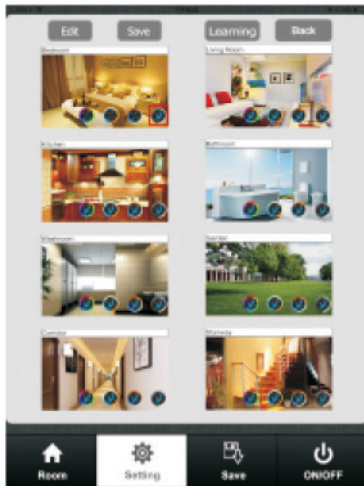 Edit
Save
Learning
Back
Bedroom
Living Room
Kitchen
Bathroom
Washroom
Garden
Corridor
Stairway
Room
Setting
Save
ON/OFF